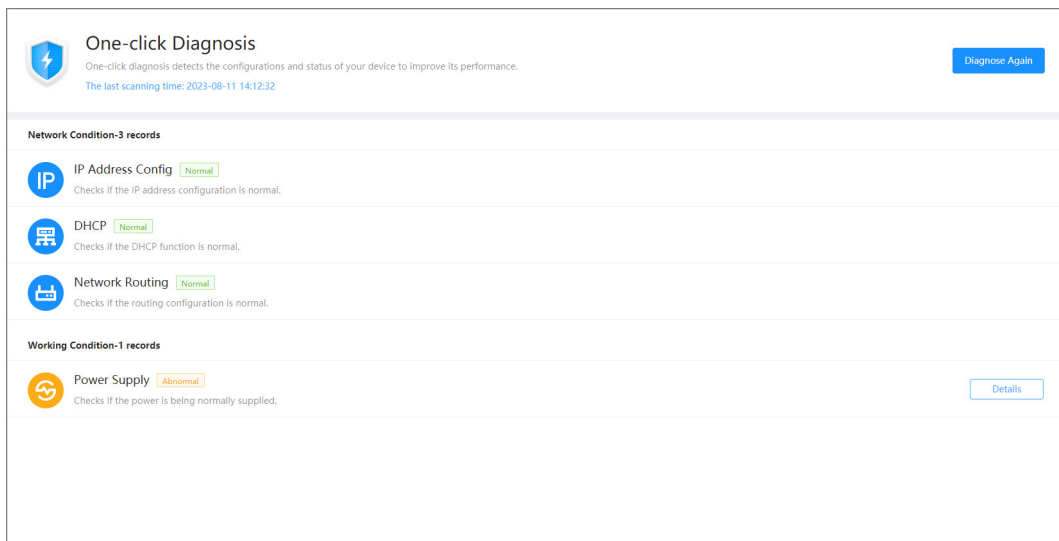 One-click Diagnosis
One-click diagnosis detects the configurations and status of your device to improve its performance.
Diagnose Again
The last scanning time: 2023-08-11 14:12:32
Network Condition-3 records
IP
IP Address Config Normal
Checks if the IP address configuration is normal.
DHCP Normal
Checks if the DHCP function is normal.
Network Routing Normal
Checks if the routing configuration is normal.
Working Condition-1 records
Power Supply Abnormal
Checks if the power is being normally supplied.
Details